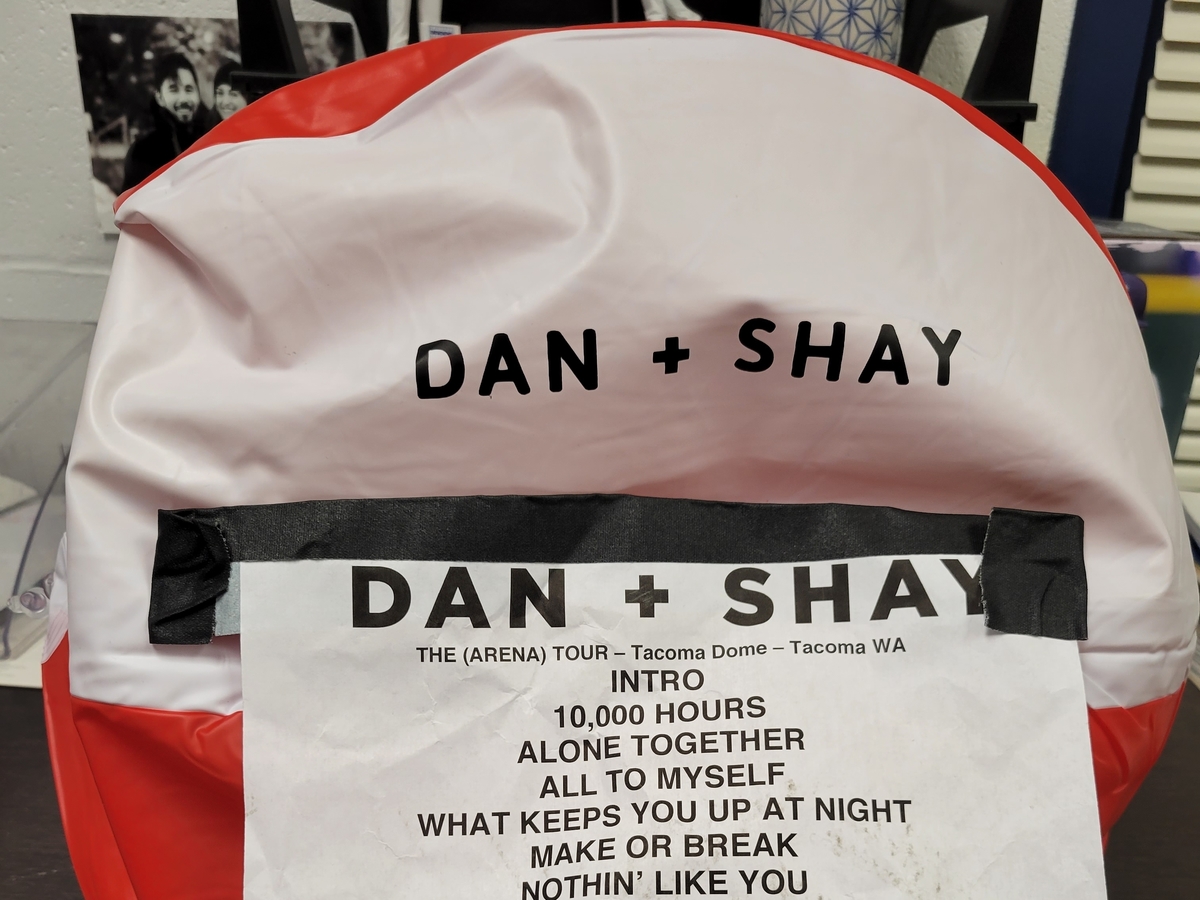 DAN + SHAY
DAN + SHAY
THE (ARENA) TOUR – Tacoma Dome – Tacoma WA
INTRO
10,000 HOURS
ALONE TOGETHER
ALL TO MYSELF
WHAT KEEPS YOU UP AT NIGHT
MAKE OR BREAK
NOTHIN' LIKE YOU